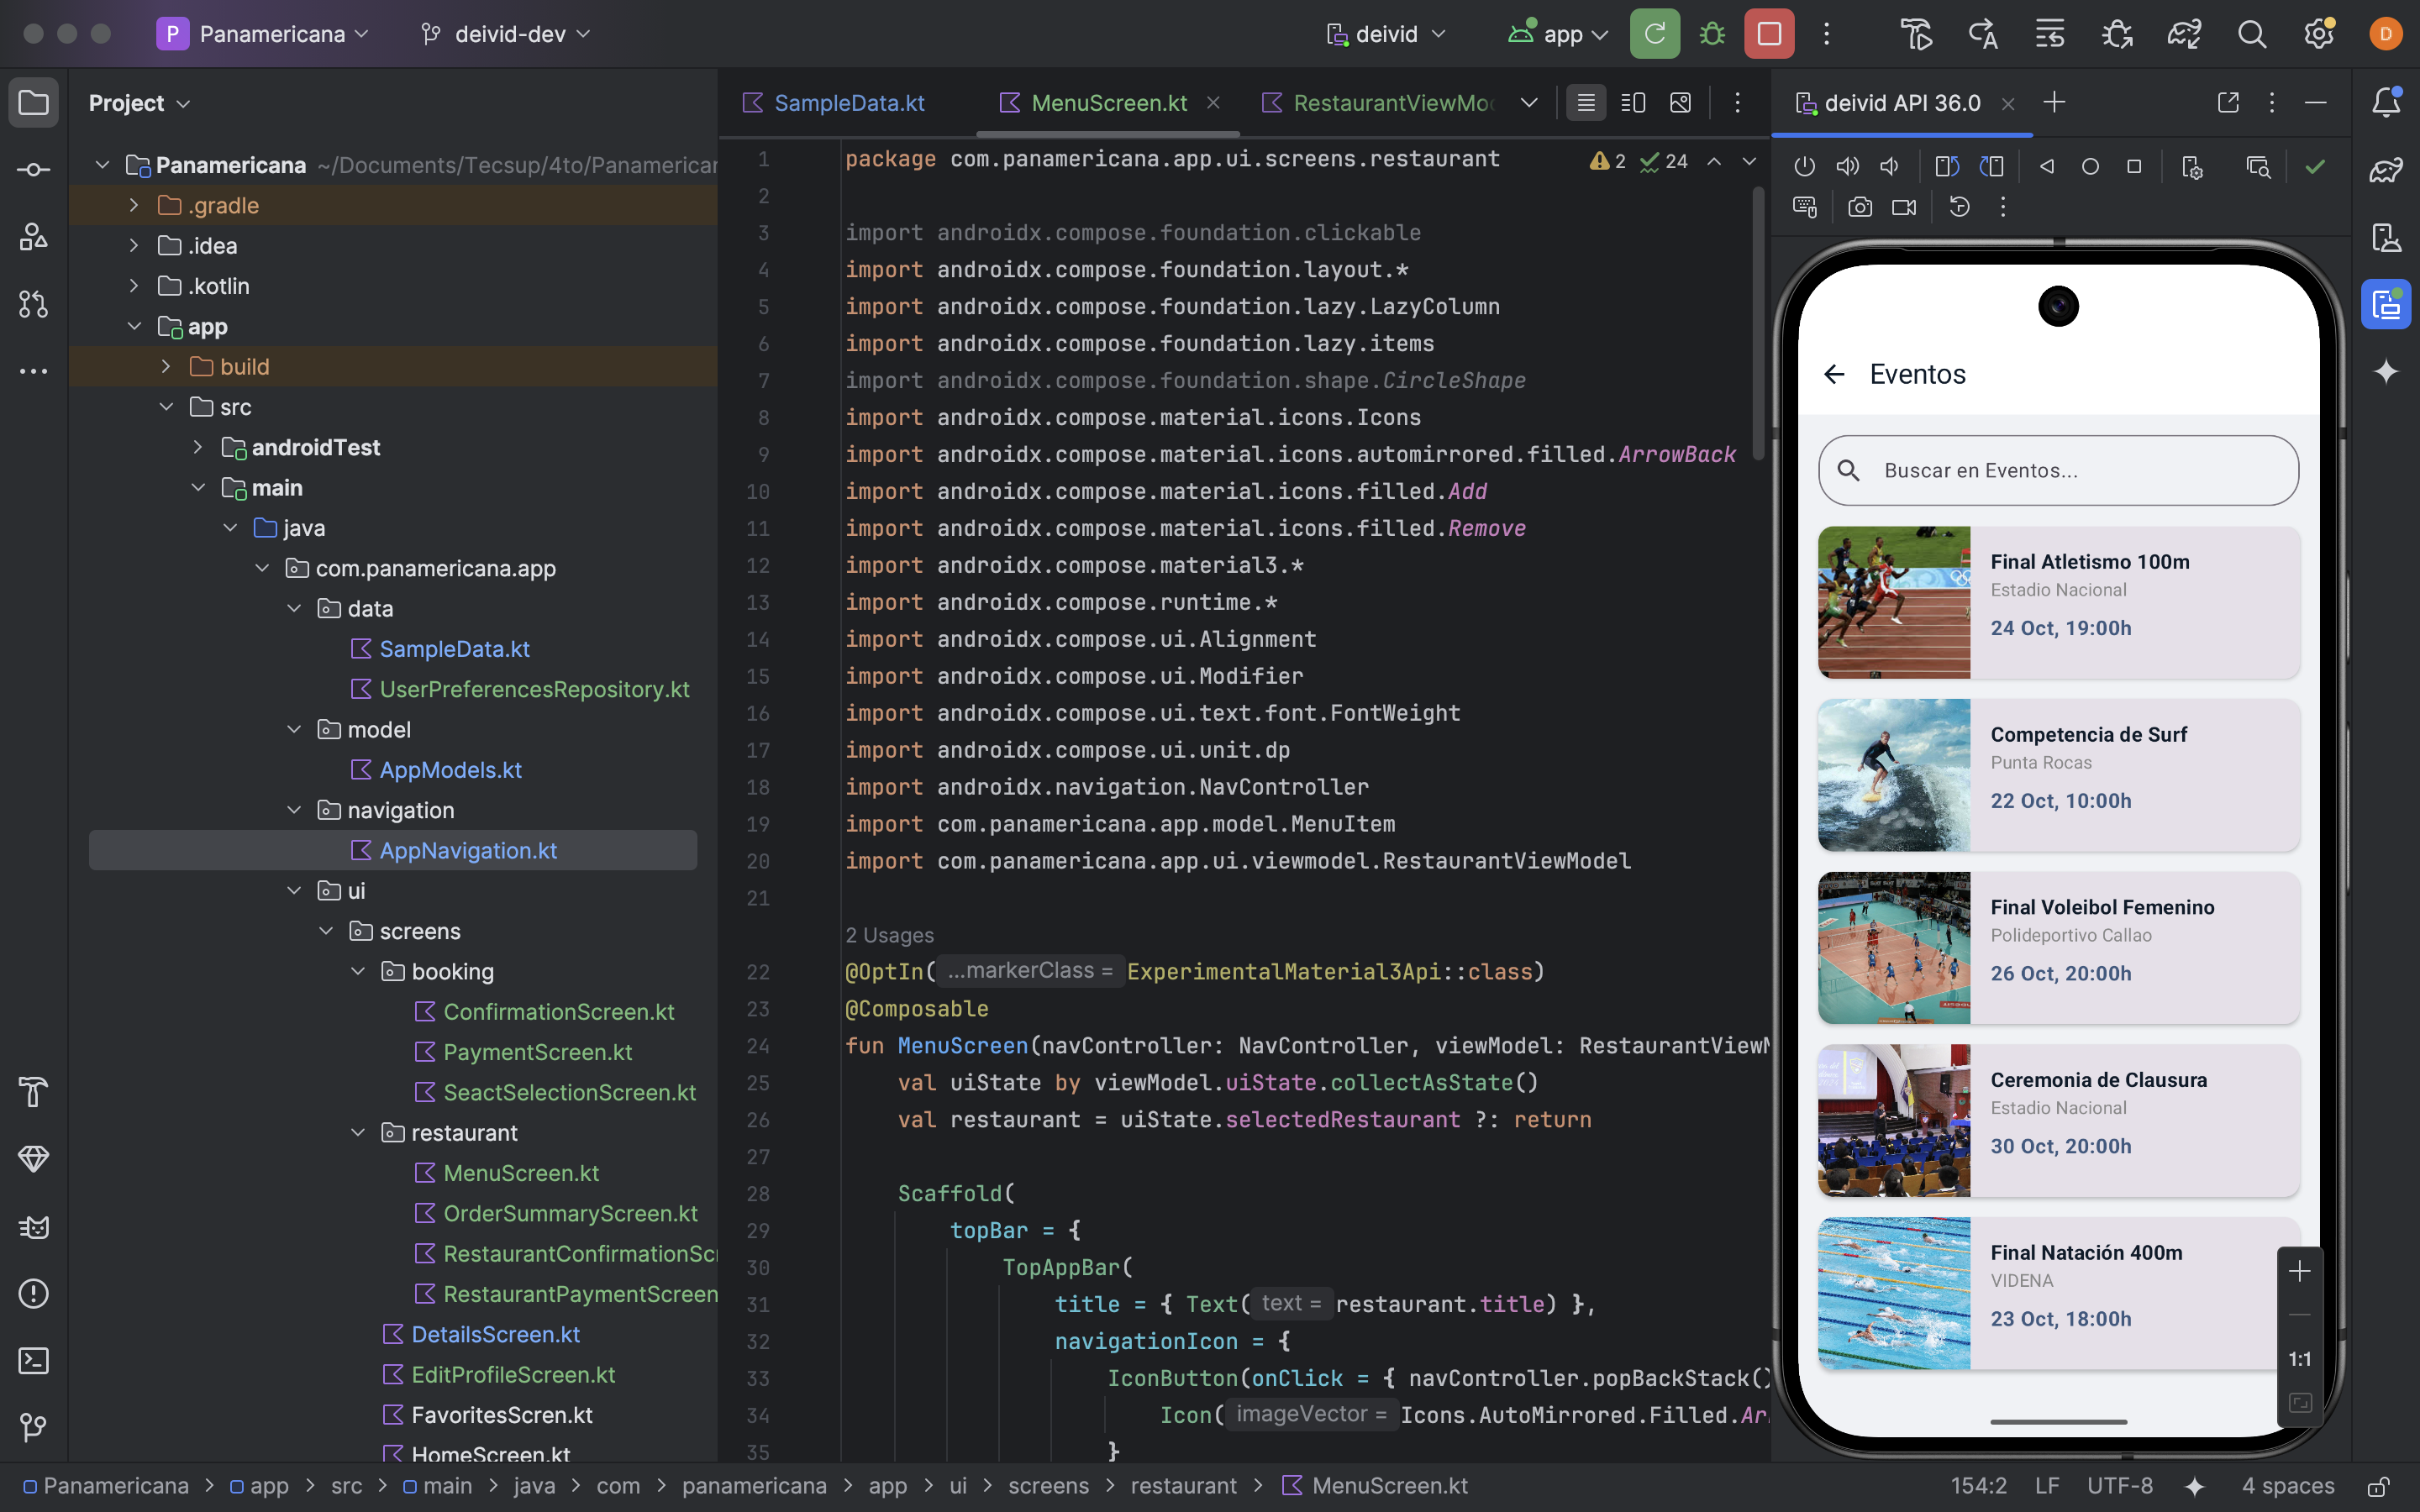 P Panamericana
deivid-dev
deivid
app
D
Project
Panamericana ~/Documents/Tecsup/4to/Panamerican
.gradle
.idea
.kotlin
app
build
src
androidTest
main
java
com.panamericana.app
data
SampleData.kt
UserPreferencesRepository.kt
model
AppModels.kt
navigation
AppNavigation.kt
ui
screens
booking
ConfirmationScreen.kt
PaymentScreen.kt
SeactSelectionScreen.kt
restaurant
MenuScreen.kt
OrderSummaryScreen.kt
RestaurantConfirmationScr
RestaurantPaymentScreen
DetailsScreen.kt
EditProfileScreen.kt
FavoritesScren.kt
HomeScreen.kt
SampleData.kt
MenuScreen.kt
RestaurantViewMod
2 24
1 package com.panamericana.app.ui.screens.restaurant
2
3 import androidx.compose.foundation.clickable
4 import androidx.compose.foundation.layout.*
5 import androidx.compose.foundation.lazy.LazyColumn
6 import androidx.compose.foundation.lazy.items
7 import androidx.compose.foundation.shape.CircleShape
8 import androidx.compose.material.icons.Icons
9 import androidx.compose.material.icons.automirrored.filled.ArrowBack
10 import androidx.compose.material.icons.filled.Add
11 import androidx.compose.material.icons.filled.Remove
12 import androidx.compose.material3.*
13 import androidx.compose.runtime.*
14 import androidx.compose.ui.Alignment
15 import androidx.compose.ui.Modifier
16 import androidx.compose.ui.text.font.FontWeight
17 import androidx.compose.ui.unit.dp
18 import androidx.navigation.NavController
19 import com.panamericana.app.model.MenuItem
20 import com.panamericana.app.ui.viewmodel.RestaurantViewModel
21
2 Usages
22 @OptIn( ...markerClass = ExperimentalMaterial3Api::class)
23 @Composable
24 fun MenuScreen(navController: NavController, viewModel: RestaurantViewM
25 val uiState by viewModel.uiState.collectAsState()
26 val restaurant = uiState.selectedRestaurant ?: return
27
28 Scaffold(
29 topBar = {
30 TopAppBar(
31 title = { Text( text = restaurant.title) },
32 navigationIcon = {
33 IconButton(onClick = { navController.popBackStack()
34 Icon( imageVector = Icons.AutoMirrored.Filled.Arr
35 }
deivid API 36.0
Eventos
Buscar en Eventos...
Final Atletismo 100m
Estadio Nacional
24 Oct, 19:00h
Competencia de Surf
Punta Rocas
22 Oct, 10:00h
Final Voleibol Femenino
Polideportivo Callao
26 Oct, 20:00h
Ceremonia de Clausura
Estadio Nacional
30 Oct, 20:00h
Final Natación 400m
VIDENA
23 Oct, 18:00h
1:1
Panamericana > app > src > main > java > com > panamericana > app > ui > screens > restaurant > MenuScreen.kt
154:2 LF UTF-8 4 spaces